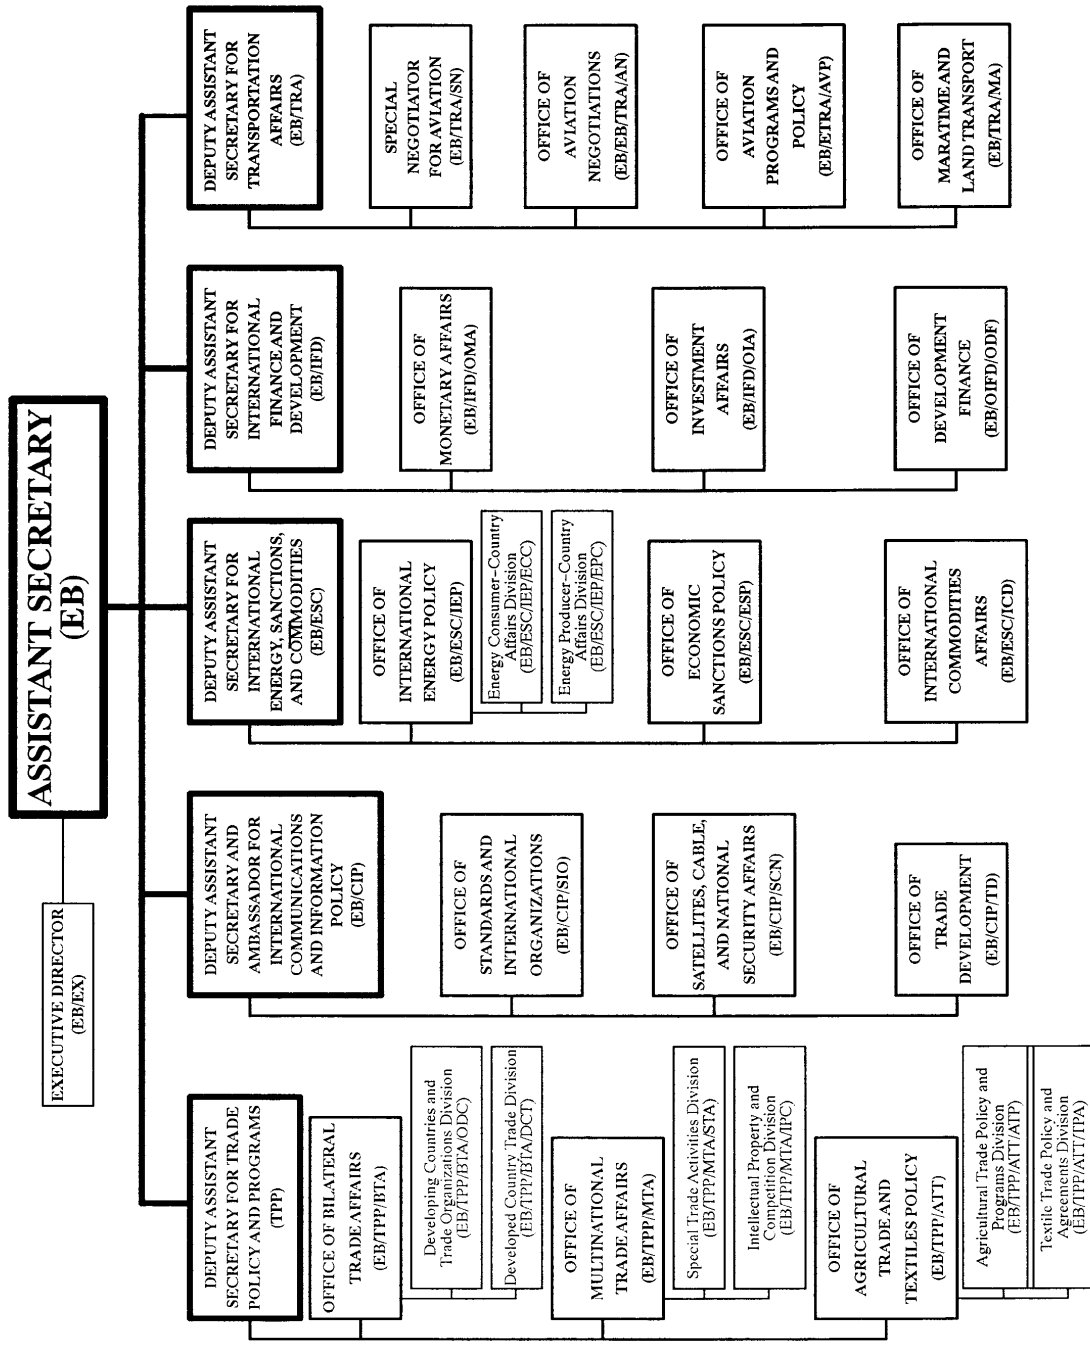 ASSISTANT SECRETARY
(EB)
EXECUTIVE DIRECTOR
(EB/EX)
DEPUTY ASSISTANT
SECRETARY FOR TRADE
POLICY AND PROGRAMS
(TPP)
OFFICE OF BILATERAL
TRADE AFFAIRS
(EB/TPP/BTA)
Developing Countries and
Trade Organizations Division
(EB/TPP/BTA/ODC)
Developed Country Trade Division
(EB/TPP/BTA/DCT)
OFFICE OF
MULTINATIONAL
TRADE AFFAIRS
(EB/TPP/MTA)
Special Trade Activities Division
(EB/TPP/MTA/STA)
Intellectual Property and
Competition Division
(EB/TPP/MTA/IPC)
OFFICE OF
AGRICULTURAL
TRADE AND
TEXTILES POLICY
(EB/TPP/ATT)
Agricultural Trade Policy and
Programs Division
(EB/TPP/ATT/ATP)
Textile Trade Policy and
Agreements Division
(EB/TPP/ATT/TPA)
DEPUTY ASSISTANT
SECRETARY AND
AMBASSADOR FOR
INTERNATIONAL
COMMUNICATIONS
AND INFORMATION
POLICY
(EB/CIP)
OFFICE OF
STANDARDS AND
INTERNATIONAL
ORGANIZATIONS
(EB/CIP/SIO)
OFFICE OF
SATELLITES, CABLE,
AND NATIONAL
SECURITY AFFAIRS
(EB/CIP/SCN)
OFFICE OF
TRADE
DEVELOPMENT
(EB/CIP/TD)
DEPUTY ASSISTANT
SECRETARY FOR
INTERNATIONAL
ENERGY, SANCTIONS,
AND COMMODITIES
(EB/ESC)
OFFICE OF
INTERNATIONAL
ENERGY POLICY
(EB/ESC/IEP)
Energy Consumer-Country
Affairs Division
(EB/ESC/IEP/ECC)
Energy Producer-Country
Affairs Division
(EB/ESC/IEP/EPC)
OFFICE OF
ECONOMIC
SANCTIONS POLICY
(EB/ESC/ESP)
OFFICE OF
INTERNATIONAL
COMMODITIES
AFFAIRS
(EB/ESC/ICD)
DEPUTY ASSISTANT
SECRETARY FOR
INTERNATIONAL
FINANCE AND
DEVELOPMENT
(EB/IFD)
OFFICE OF
MONETARY AFFAIRS
(EB/IFD/OMA)
OFFICE OF
INVESTMENT
AFFAIRS
(EB/IFD/OIA)
OFFICE OF
DEVELOPMENT
FINANCE
(EB/OIFD/ODF)
DEPUTY ASSISTANT
SECRETARY FOR
TRANSPORTATION
AFFAIRS
(EB/TRA)
SPECIAL
NEGOTIATOR
FOR AVIATION
(EB/TRA/SN)
OFFICE OF
AVIATION
NEGOTIATIONS
(EB/EB/TRA/AN)
OFFICE OF
AVIATION
PROGRAMS AND
POLICY
(EB/ETRA/AVP)
OFFICE OF
MARATIME AND
LAND TRANSPORT
(EB/TRA/MA)